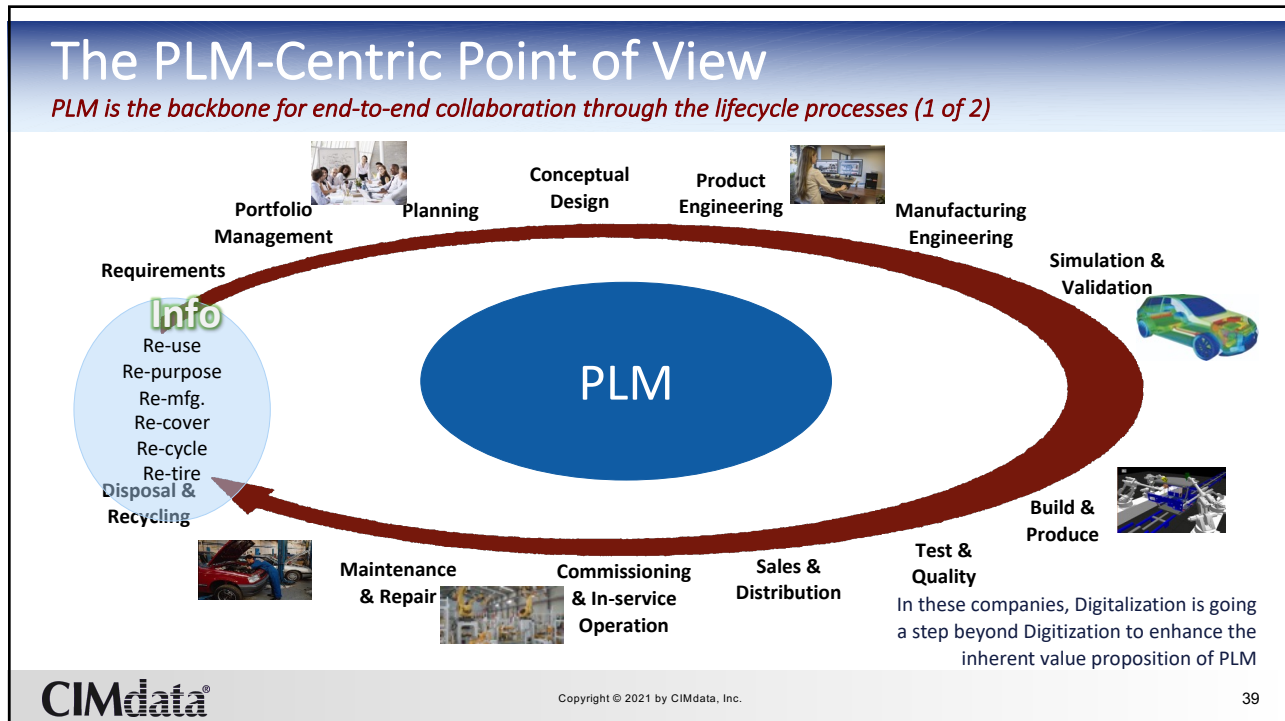 The PLM-Centric Point of View
PLM is the backbone for end-to-end collaboration through the lifecycle processes (1 of 2)
Requirements
Portfolio
Management
Planning
Conceptual
Design
Product
Engineering
Manufacturing
Engineering
Simulation &
Validation
Info
Re-use
Re-purpose
Re-mfg.
Re-cover
Re-cycle
Re-tire
Disposal &
Recycling
PLM
Maintenance
& Repair
Commissioning
& In-service
Operation
Sales &
Distribution
Test &
Quality
Build &
Produce
In these companies, Digitalization is going
a step beyond Digitization to enhance the
inherent value proposition of PLM
CIMdata®
Copyright © 2021 by CIMdata, Inc.
39